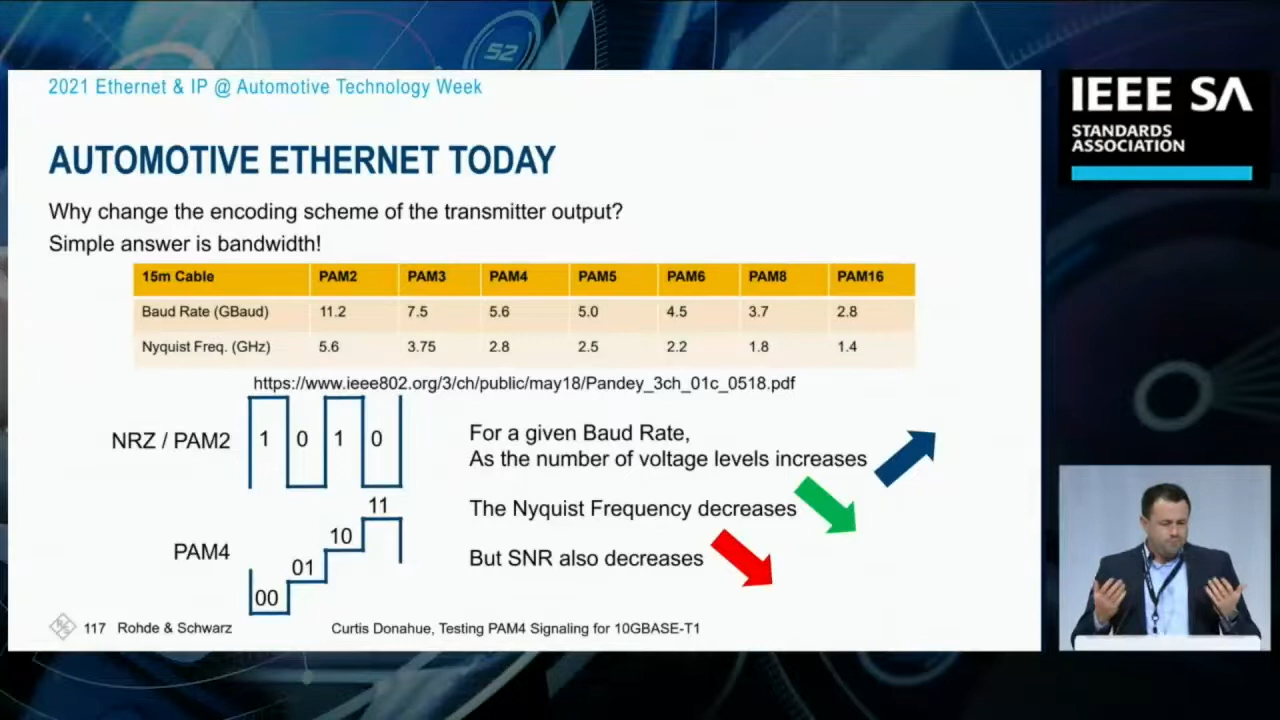 52
2021 Ethernet & IP @ Automotive Technology Week
IEEE SA
STANDARDS
ASSOCIATION
AUTOMOTIVE ETHERNET TODAY
Why change the encoding scheme of the transmitter output?
Simple answer is bandwidth!
15m Cable PAM2 PAM3 PAM4 PAM5 PAM6 PAM8 PAM16
Baud Rate (GBaud) 11.2 7.5 5.6 5.0 4.5 3.7 2.8
Nyquist Freq. (GHz) 5.6 3.75 2.8 2.5 2.2 1.8 1.4
https://www.ieee802.org/3/ch/public/may18/Pandey_3ch_01c_0518.pdf
NRZ / PAM2
1 0 1 0
For a given Baud Rate,
As the number of voltage levels increases
The Nyquist Frequency decreases
But SNR also decreases
PAM4
11
10
01
00
117 Rohde & Schwarz
Curtis Donahue, Testing PAM4 Signaling for 10GBASE-T1